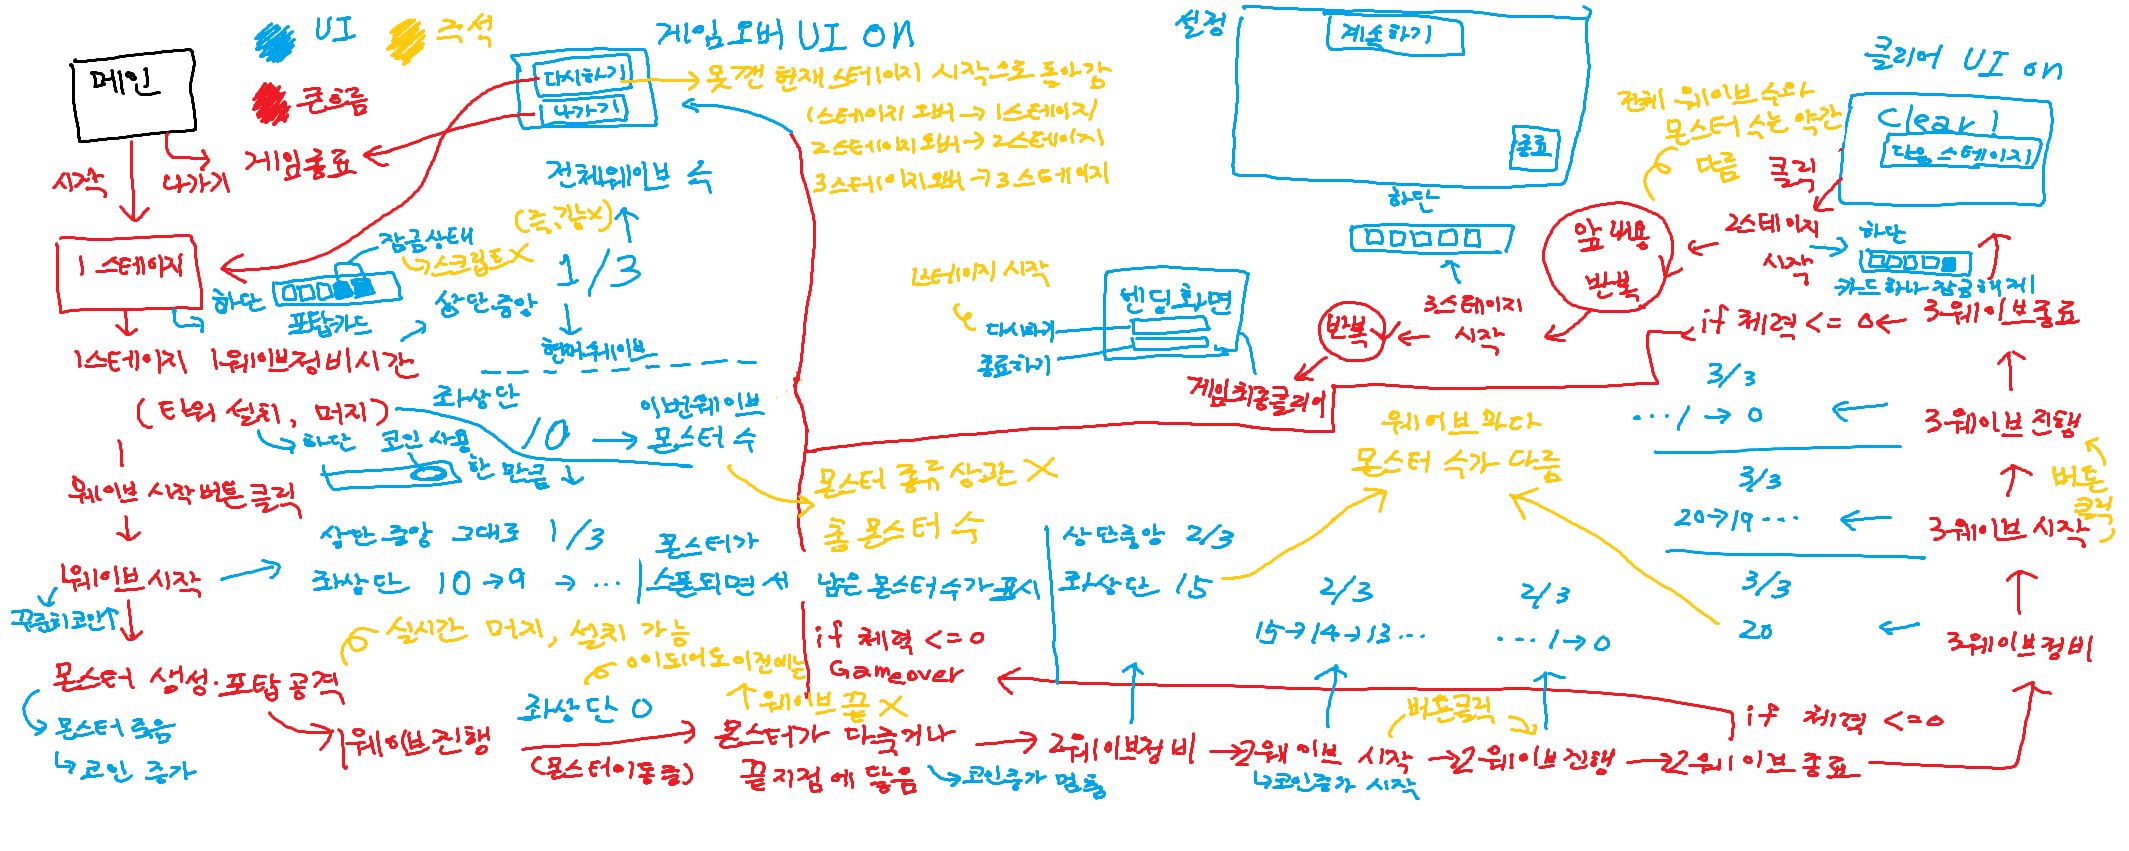 UI
주석
큰흐름
메인
시작
나가기
게임종료
게임오버 UI on
다시하기
나가기
못깬 현재스테이지 시작으로 돌아감
1스테이지 오버→1스테이지
2스테이지오버→2스테이지
3스테이지오버→3스테이지
설정
계속하기
종료
하단
클리어 UI on
Clear!
다음스테이지
클릭
전체 웨이브 수와
몬스터 수는 약간
다름
2스테이지
시작
하단
카드하나 잠금해제
앞 내용
반복
3스테이지
시작
반복
게임최종클리어
엔딩화면
1스테이지 시작
다시하기
종료하기
1 스테이지
하단
포탑카드
잠금상태
스크립트X
전체웨이브 수
(즉, 기능X)
1/3
상단중앙
현재웨이브
1스테이지 1웨이브정비시간
(타워 설치, 머지)
하단 코인사용
한 만큼↓
좌상단
10 → 이번웨이브
몬스터 수
몬스터 종류상관 X
총 몬스터 수
웨이브 시작버튼클릭
1웨이브시작
꾸준히코인↑
상단 중앙 그대로 1/3
좌상단 10→9 → ...
몬스터가
스폰되면서 남은몬스터수가표시
실시간 머지, 설치 가능
몬스터 생성·포탑공격
몬스터죽음
코인 증가
1웨이브진행
(몬스터이동중)
좌상단 0
0이되어도이전에는
웨이브 끝 X
몬스터가 다죽거나
끝지점에 닿음
코인증가 멈춤
if 체력 <=0
Gameover
상단중앙 2/3
좌상단 15
2웨이브정비
2/3
15→14→13...
2웨이브 시작
코인증가 시작
버튼클릭
2/3
...1→0
2웨이브진행
2웨이브종료
if 체력 <=0
웨이브마다
몬스터 수가 다름
3웨이브정비
3/3
20
3웨이브 시작
3/3
20→19...
버튼
클릭
3웨이브진행
3/3
...1→0
3웨이브종료
if 체력 <= 0